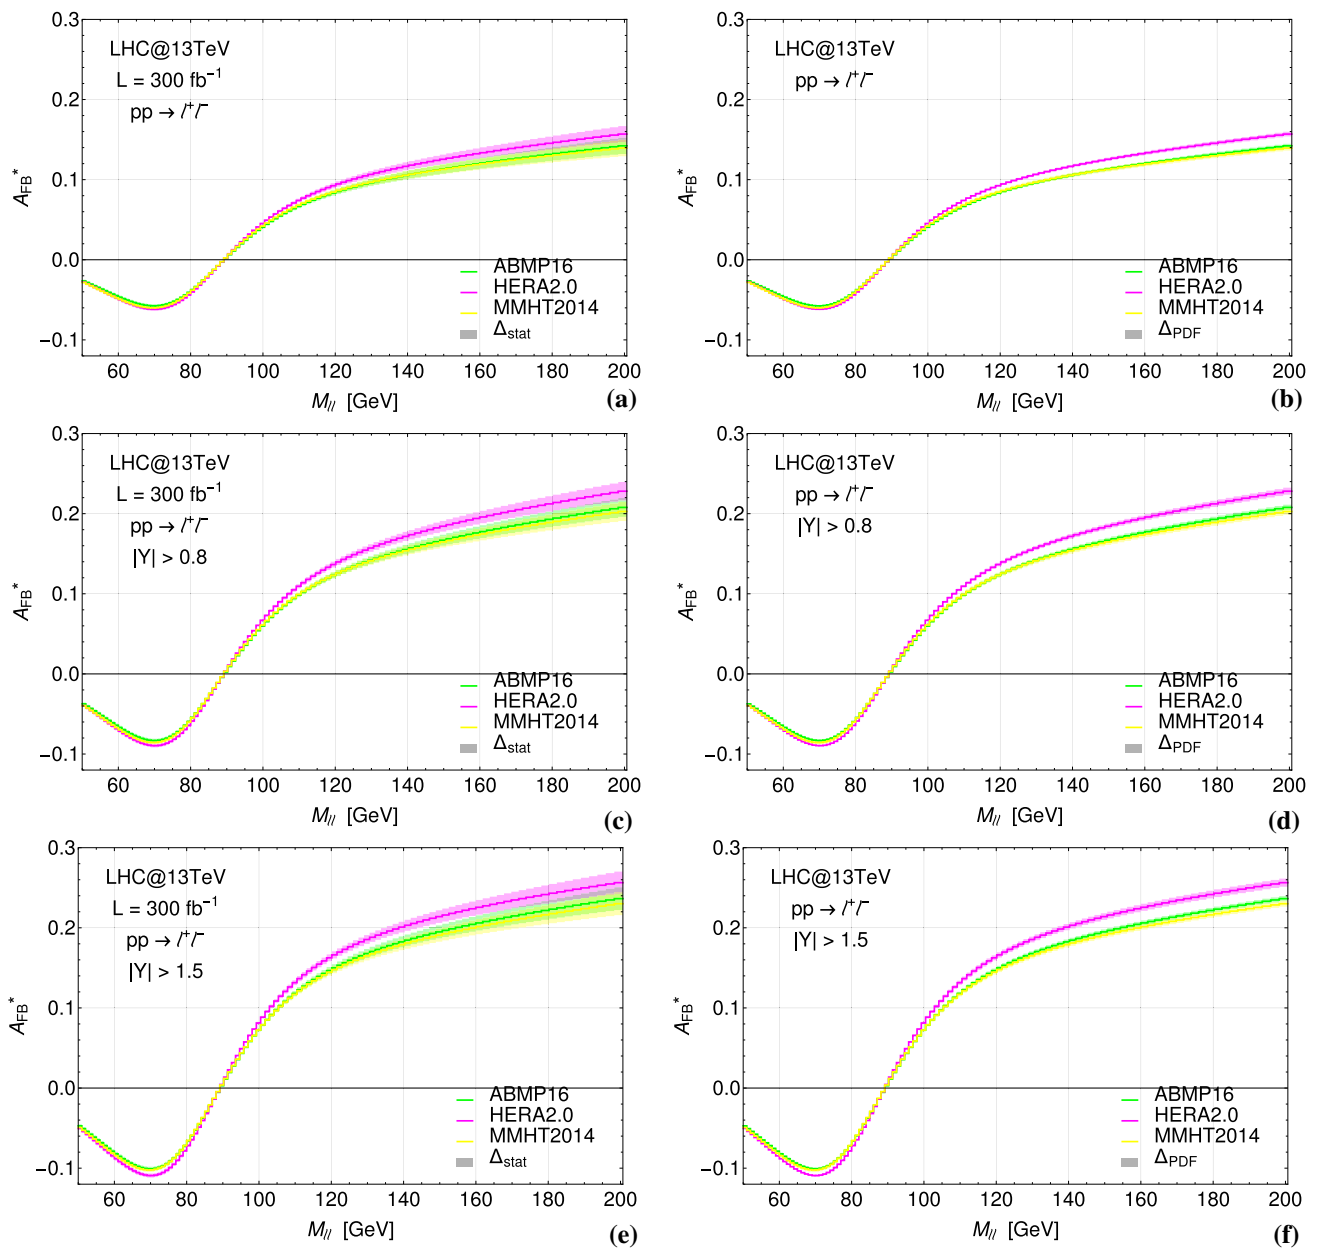 0.3
0.2
0.1
0.0
−0.1
A_FB*
LHC@13TeV
L = 300 fb⁻¹
pp → l⁺l⁻
ABMP16
HERA2.0
MMHT2014
Δ_stat
60 80 100 120 140 160 180 200
M_ll [GeV]
(a)
0.3
0.2
0.1
0.0
−0.1
A_FB*
LHC@13TeV
pp → l⁺l⁻
ABMP16
HERA2.0
MMHT2014
Δ_PDF
60 80 100 120 140 160 180 200
M_ll [GeV]
(b)
0.3
0.2
0.1
0.0
−0.1
A_FB*
LHC@13TeV
L = 300 fb⁻¹
pp → l⁺l⁻
|Y| > 0.8
ABMP16
HERA2.0
MMHT2014
Δ_stat
60 80 100 120 140 160 180 200
M_ll [GeV]
(c)
0.3
0.2
0.1
0.0
−0.1
A_FB*
LHC@13TeV
pp → l⁺l⁻
|Y| > 0.8
ABMP16
HERA2.0
MMHT2014
Δ_PDF
60 80 100 120 140 160 180 200
M_ll [GeV]
(d)
0.3
0.2
0.1
0.0
−0.1
A_FB*
LHC@13TeV
L = 300 fb⁻¹
pp → l⁺l⁻
|Y| > 1.5
ABMP16
HERA2.0
MMHT2014
Δ_stat
60 80 100 120 140 160 180 200
M_ll [GeV]
(e)
0.3
0.2
0.1
0.0
−0.1
A_FB*
LHC@13TeV
pp → l⁺l⁻
|Y| > 1.5
ABMP16
HERA2.0
MMHT2014
Δ_PDF
60 80 100 120 140 160 180 200
M_ll [GeV]
(f)